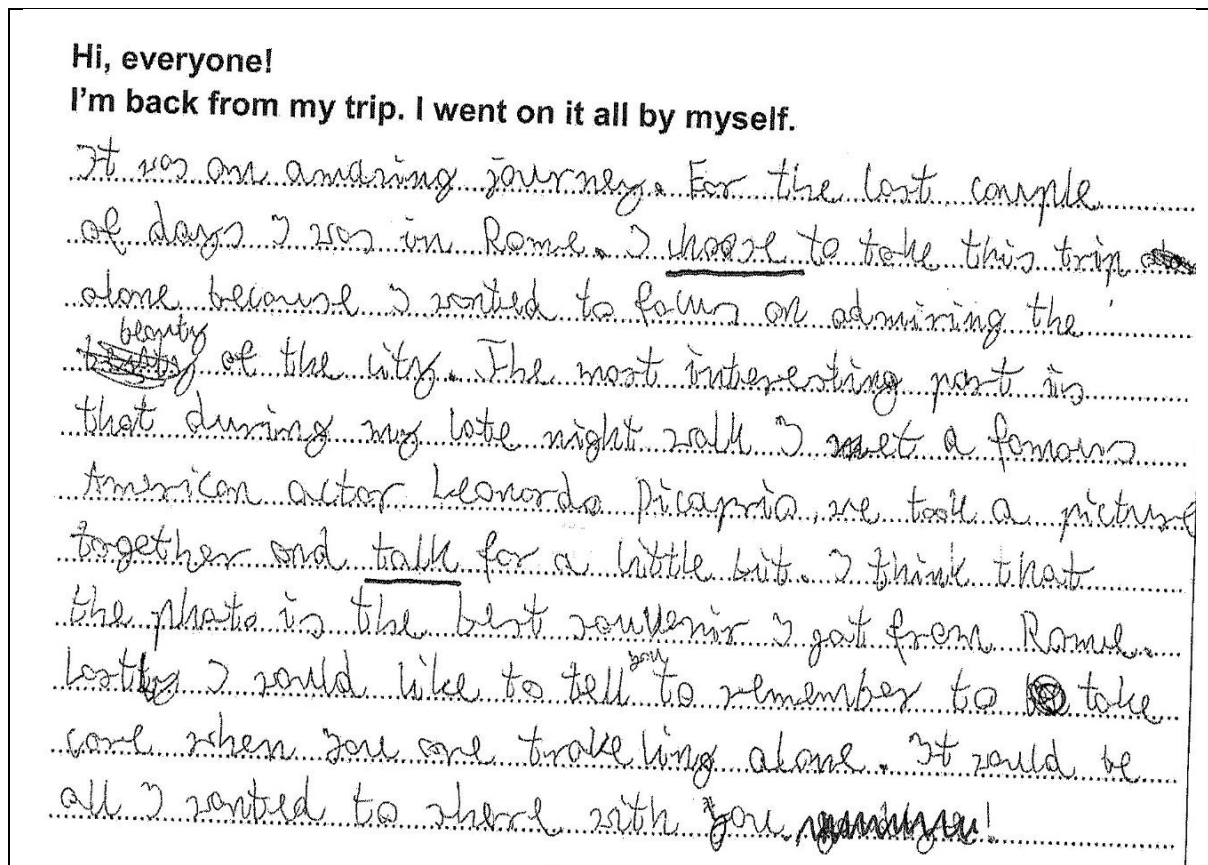 Hi, everyone!
I'm back from my trip. I went on it all by myself.
It was an amazing journey. For the last couple
of days I was in Rome. I choose to take this trip
alone because I wanted to focus on admiring the
beauty of the city. The most interesting part is
that during my late night walk I met a famous
American actor Leonardo Dicaprio, we took a picture
together and talk for a little bit. I think that
the photo is the best souvenir I got from Rome.
Lastly I would like to tell you to remember to take
care when you are traveling alone. It would be
all I wanted to share with you!